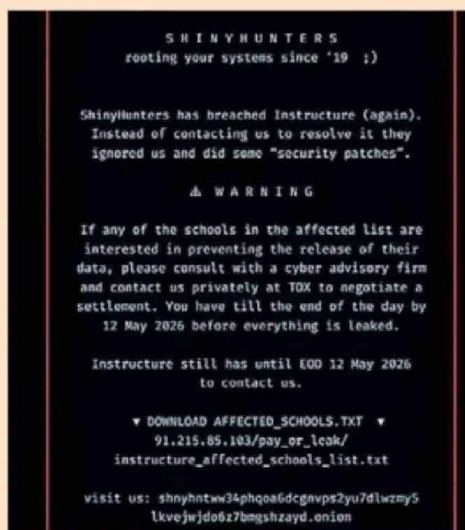 S H I N Y H U N T E R S
rooting your systems since '19 ;)
ShinyHunters has breached Instructure (again).
Instead of contacting us to resolve it they
ignored us and did some “security patches”.
⚠ W A R N I N G
If any of the schools in the affected list are
interested in preventing the release of their
data, please consult with a cyber advisory firm
and contact us privately at TOX to negotiate a
settlement. You have till the end of the day by
12 May 2026 before everything is leaked.
Instructure still has until EOD 12 May 2026
to contact us.
▼ DOWNLOAD AFFECTED_SCHOOLS.TXT ▼
91.215.85.103/pay_or_leak/
instructure_affected_schools_list.txt
visit us: